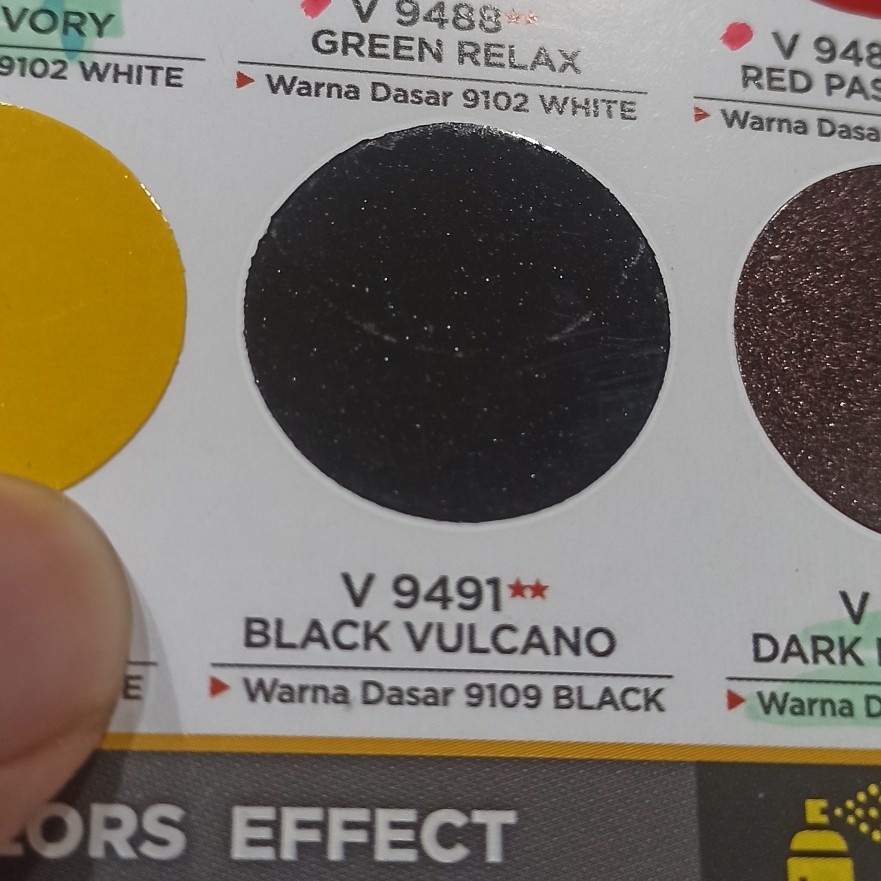 VORY
9102 WHITE
V 9488**
GREEN RELAX
Warna Dasar 9102 WHITE
V 948
RED PAS
Warna Dasa
V 9491**
BLACK VULCANO
Warna Dasar 9109 BLACK
E
V
DARK
Warna D
ORS EFFECT